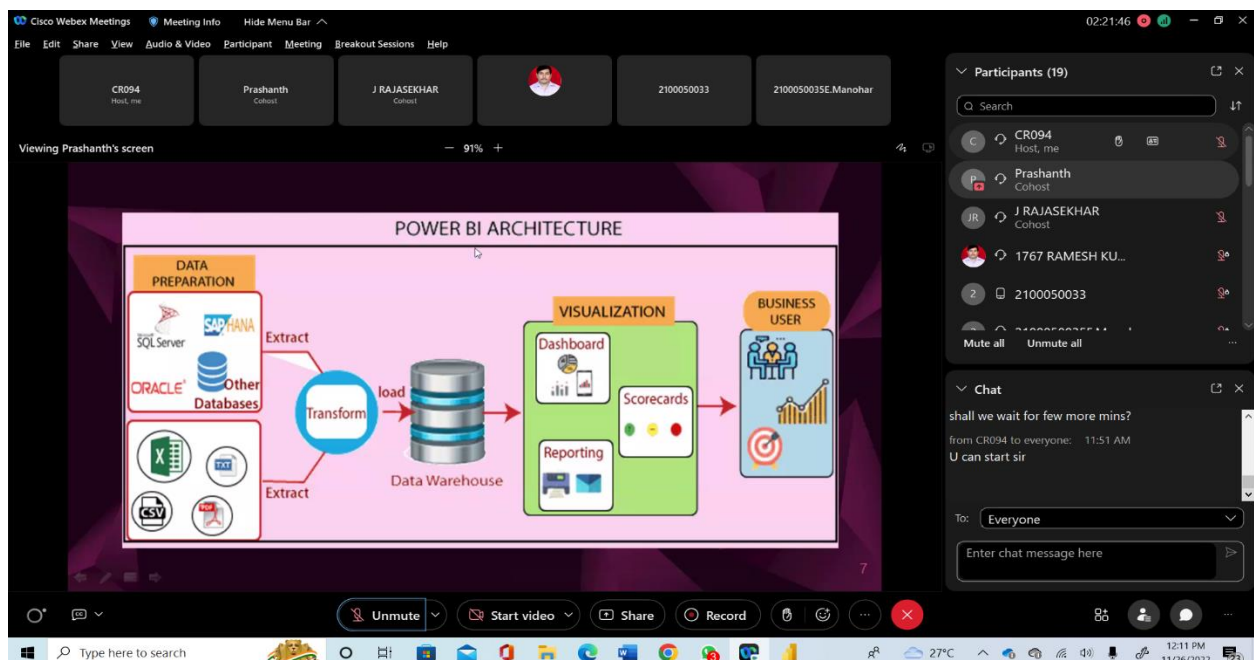 Cisco Webex Meetings
Meeting Info
Hide Menu Bar
02:21:46
File Edit Share View Audio & Video Participant Meeting Breakout Sessions Help
CR094
Host, me
Prashanth
Cohost
J RAJASEKHAR
Cohost
2100050033
2100050035E.Manohar
Viewing Prashanth's screen
91%
POWER BI ARCHITECTURE
DATA
PREPARATION
SQL Server
SAP HANA
ORACLE
Other
Databases
Extract
Transform
load
Data Warehouse
TXT
CSV
PDF
Extract
VISUALIZATION
Dashboard
Scorecards
Reporting
BUSINESS
USER
7
Participants (19)
Search
C
CR094
Host, me
P
Prashanth
Cohost
JR
J RAJASEKHAR
Cohost
1767 RAMESH KU...
2
2100050033
Mute all
Unmute all
Chat
shall we wait for few more mins?
from CR094 to everyone: 11:51 AM
U can start sir
To: Everyone
Enter chat message here
Unmute
Start video
Share
Record
Type here to search
27°C
12:11 PM